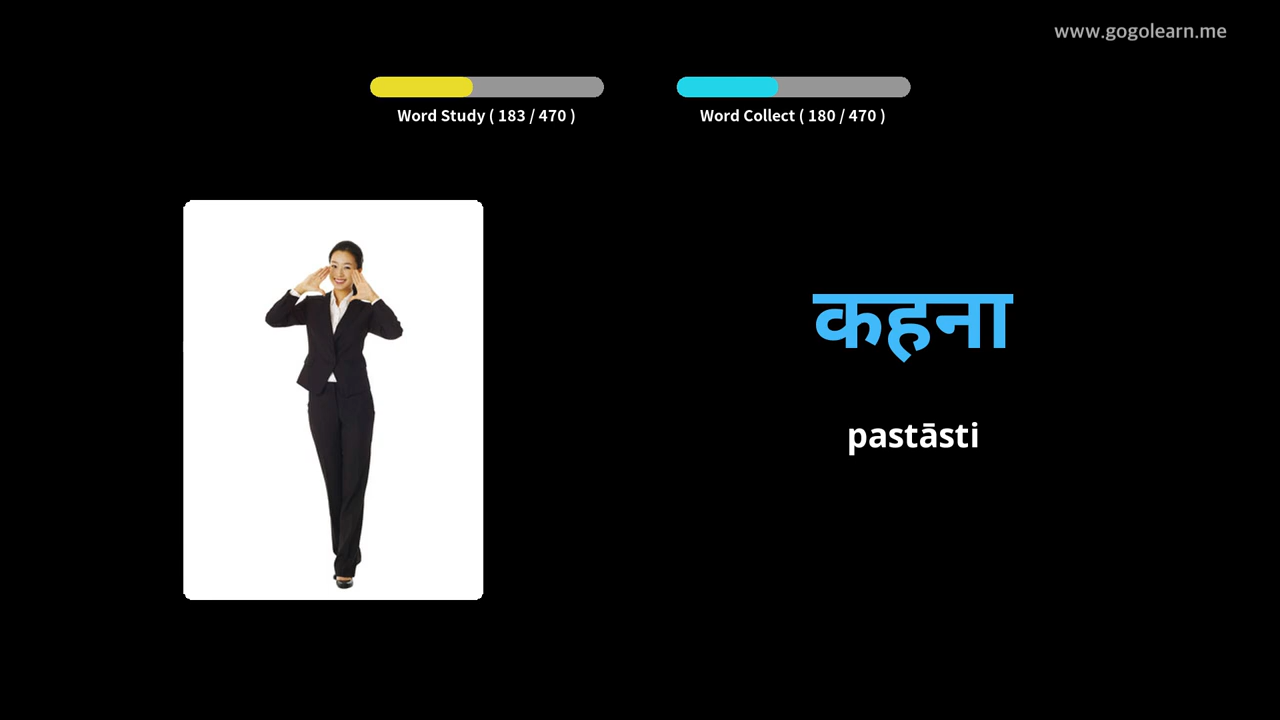 www.gogolearn.me
Word Study ( 183 / 470 )
Word Collect ( 180 / 470 )
कहना
pastāsti